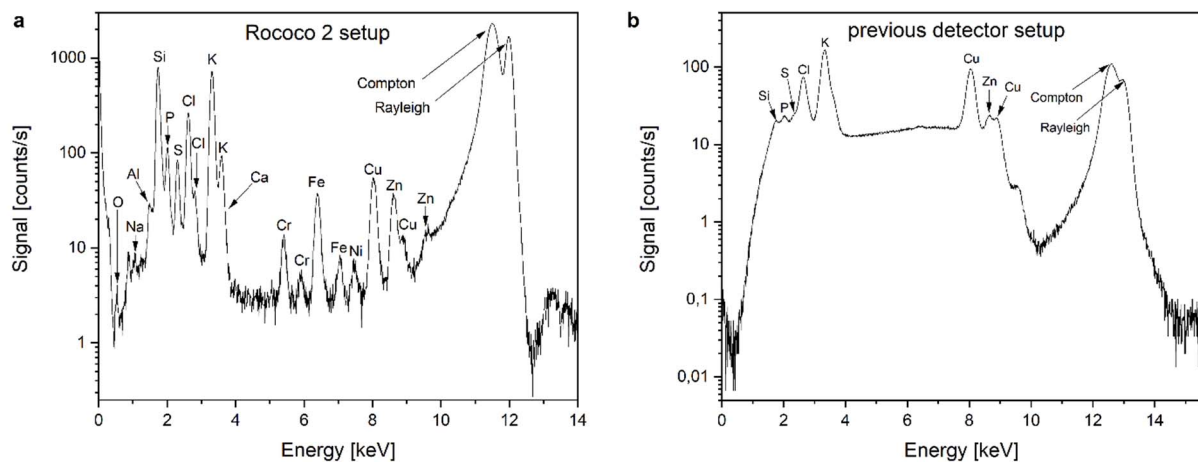 a
Rococo 2 setup
1000
100
10
1
Signal [counts/s]
O
Na
Al
Si
P
S
Cl
Cl
K
K
Ca
Cr
Cr
Fe
Fe
Ni
Cu
Zn
Cu
Zn
Compton
Rayleigh
0 2 4 6 8 10 12 14
Energy [keV]
b
previous detector setup
100
10
1
0,1
0,01
Signal [counts/s]
Si
P
S
Cl
K
Cu
Zn
Cu
Compton
Rayleigh
0 2 4 6 8 10 12 14
Energy [keV]